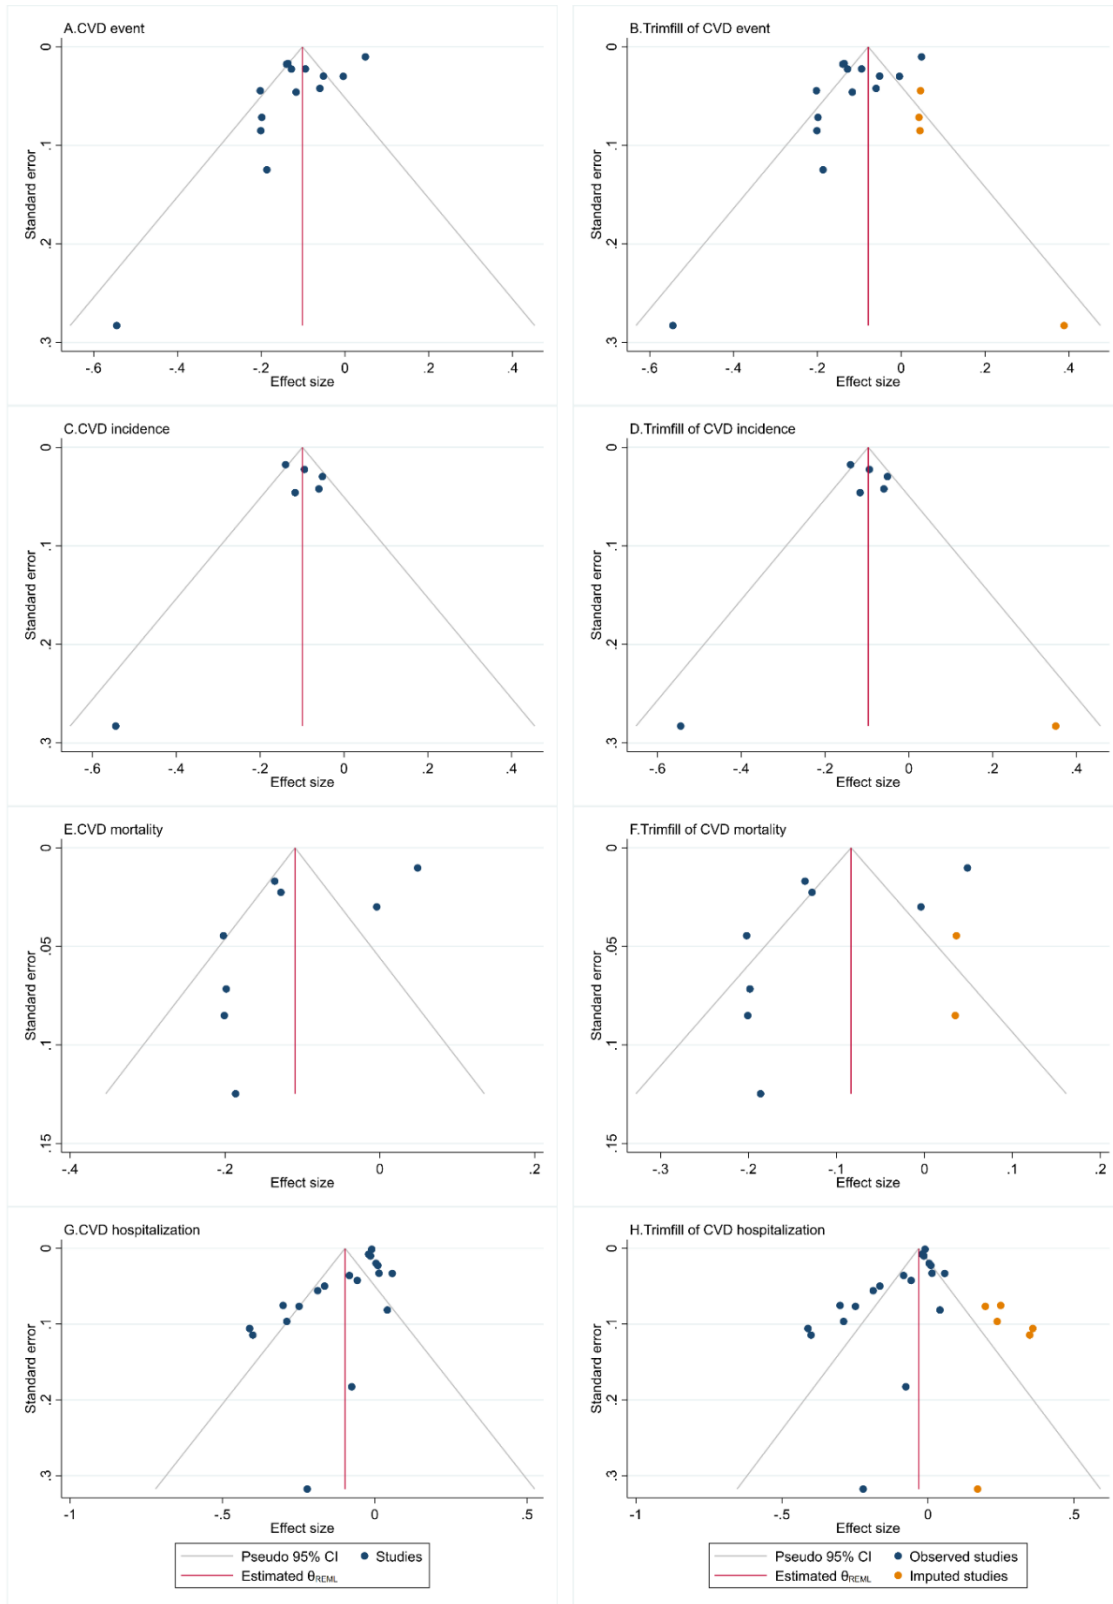 A.CVD event
0
.1
.2
.3
Standard error
-.6
-.4
-.2
0
.2
.4
Effect size
B.Trimfill of CVD event
0
.1
.2
.3
Standard error
-.6
-.4
-.2
0
.2
.4
Effect size
C.CVD incidence
0
.1
.2
.3
Standard error
-.6
-.4
-.2
0
.2
.4
Effect size
D.Trimfill of CVD incidence
0
.1
.2
.3
Standard error
-.6
-.4
-.2
0
.2
.4
Effect size
E.CVD mortality
0
.05
.1
.15
Standard error
-.4
-.2
0
.2
Effect size
F.Trimfill of CVD mortality
0
.05
.1
.15
Standard error
-.3
-.2
-.1
0
.1
.2
Effect size
G.CVD hospitalization
0
.1
.2
.3
Standard error
-1
-.5
0
.5
Effect size
Pseudo 95% CI
Studies
Estimated θREML
H.Trimfill of CVD hospitalization
0
.1
.2
.3
Standard error
-1
-.5
0
.5
Effect size
Pseudo 95% CI
Observed studies
Estimated θREML
Imputed studies